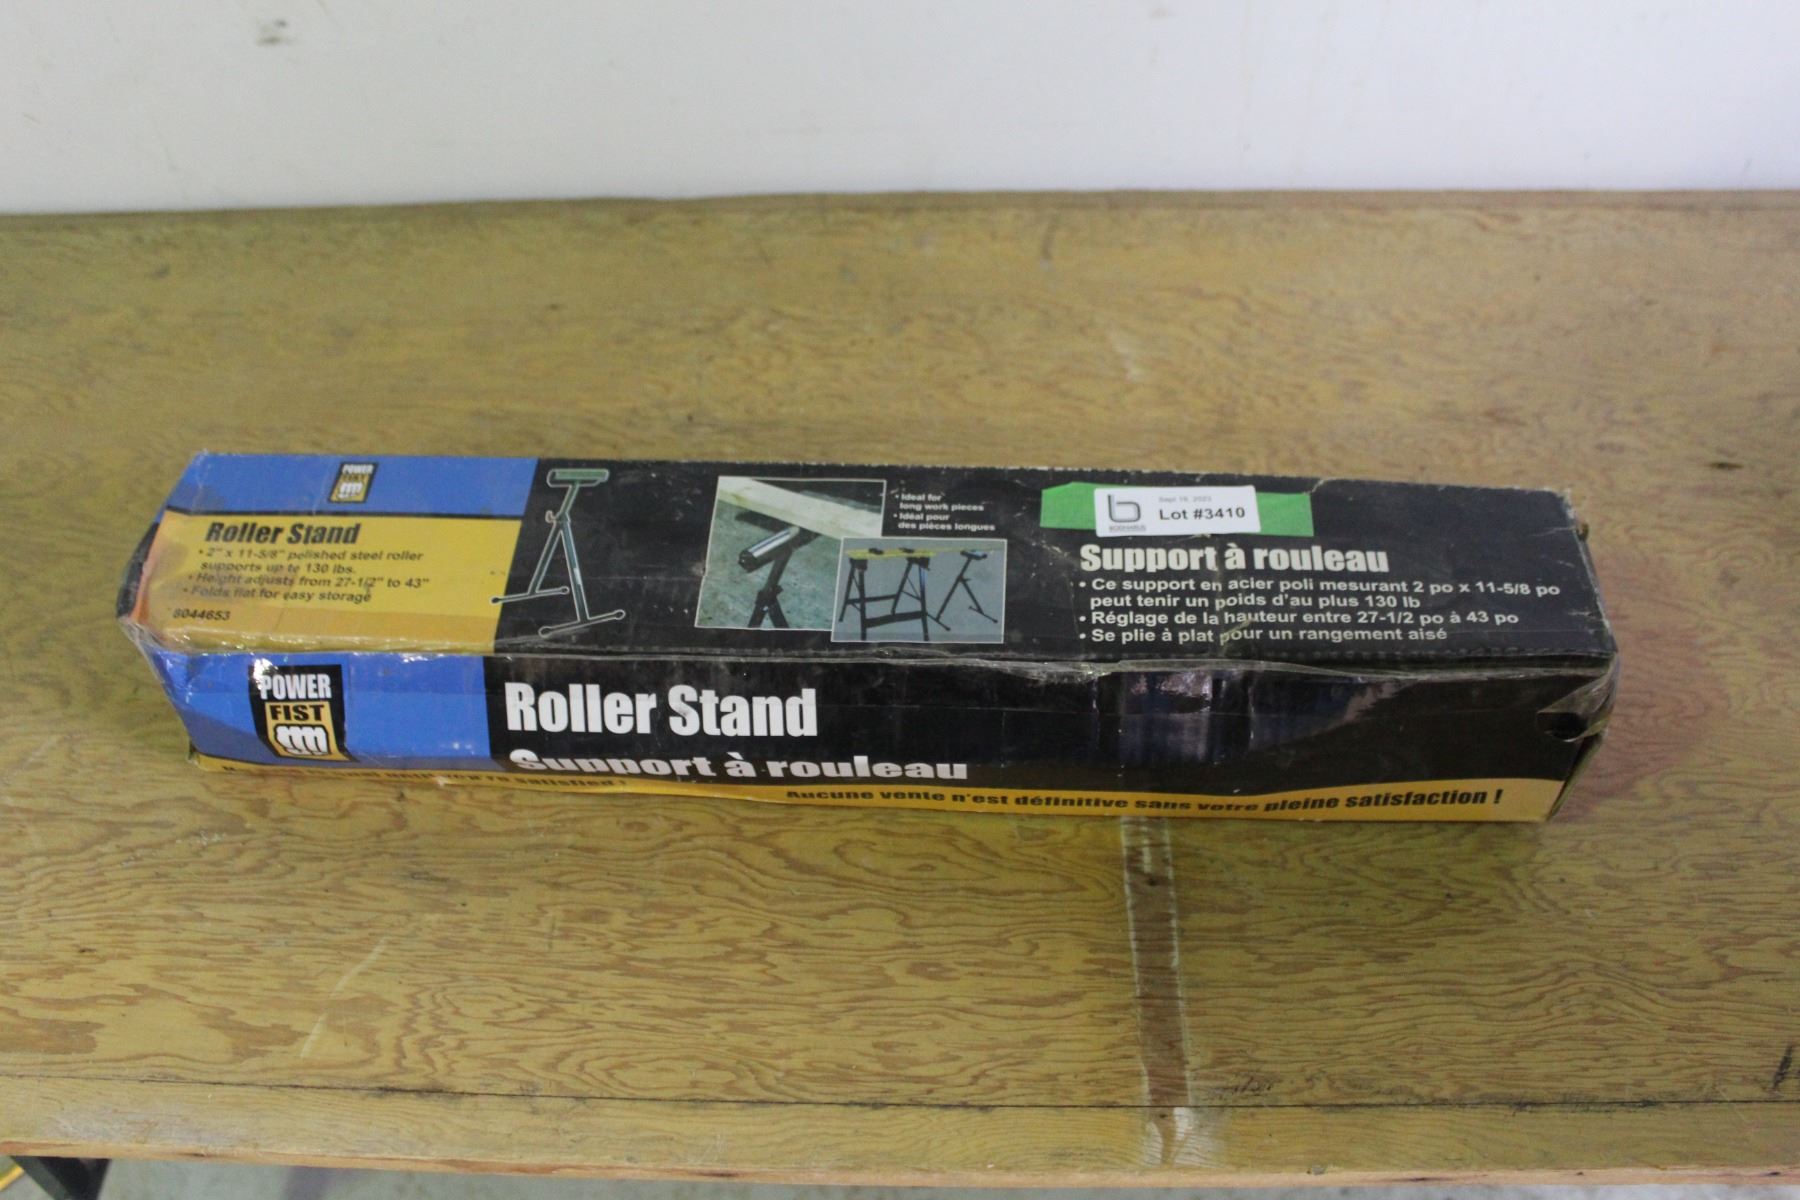 POWER
FIST
Roller Stand
• 2" x 11-5/8" polished steel roller
supports up to 130 lbs.
• Height adjusts from 27-1/2" to 43"
• Folds flat for easy storage
8044653
• Ideal for
long work pieces
• Idéal pour
des pièces longues
BODNARUS
Sept 19, 2023
Lot #3410
Support à rouleau
• Ce support en acier poli mesurant 2 po x 11-5/8 po
peut tenir un poids d'au plus 130 lb
• Réglage de la hauteur entre 27-1/2 po à 43 po
• Se plie à plat pour un rangement aisé
POWER
FIST
Roller Stand
Support à rouleau
satisfied !
Aucune vente n'est définitive sans votre pleine satisfaction !